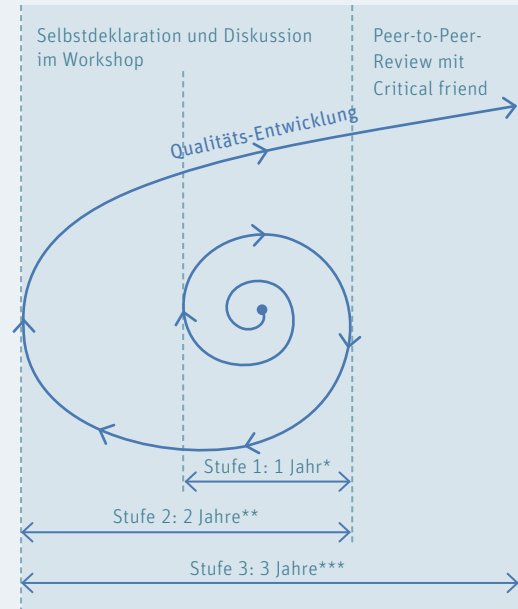 Selbstdeklaration und Diskussion
im Workshop
Peer-to-Peer-
Review mit
Critical friend
Qualitäts-Entwicklung
Stufe 1: 1 Jahr*
Stufe 2: 2 Jahre**
Stufe 3: 3 Jahre***